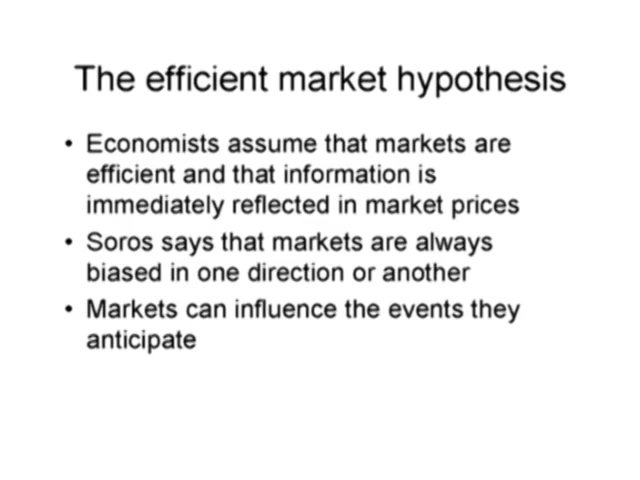 The efficient market hypothesis
• Economists assume that markets are
efficient and that information is
immediately reflected in market prices
• Soros says that markets are always
biased in one direction or another
• Markets can influence the events they
anticipate